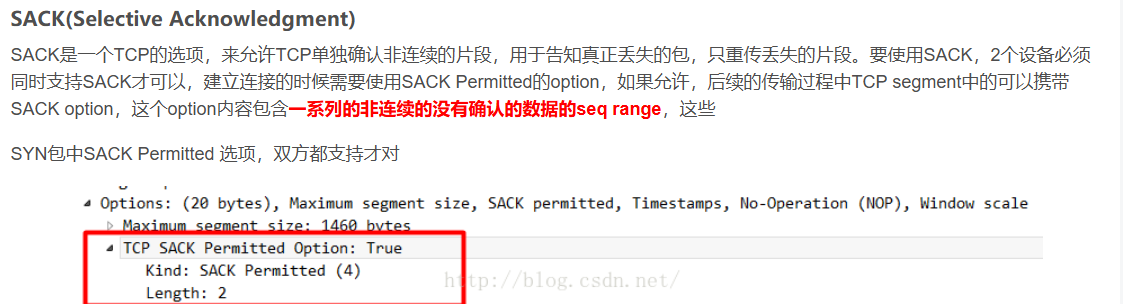 SACK(Selective Acknowledgment)
SACK是一个TCP的选项，来允许TCP单独确认非连续的片段，用于告知真正丢失的包，只重传丢失的片段。要使用SACK，2个设备必须
同时支持SACK才可以，建立连接的时候需要使用SACK Permitted的option，如果允许，后续的传输过程中TCP segment中的可以携带
SACK option，这个option内容包含一系列的非连续的没有确认的数据的seq range，这些
SYN包中SACK Permitted 选项，双方都支持才对
Options: (20 bytes), Maximum segment size, SACK permitted, Timestamps, No-Operation (NOP), Window scale
Maximum segment size: 1460 bytes
TCP SACK Permitted Option: True
Kind: SACK Permitted (4)
Length: 2
http://blog.csdn.net/